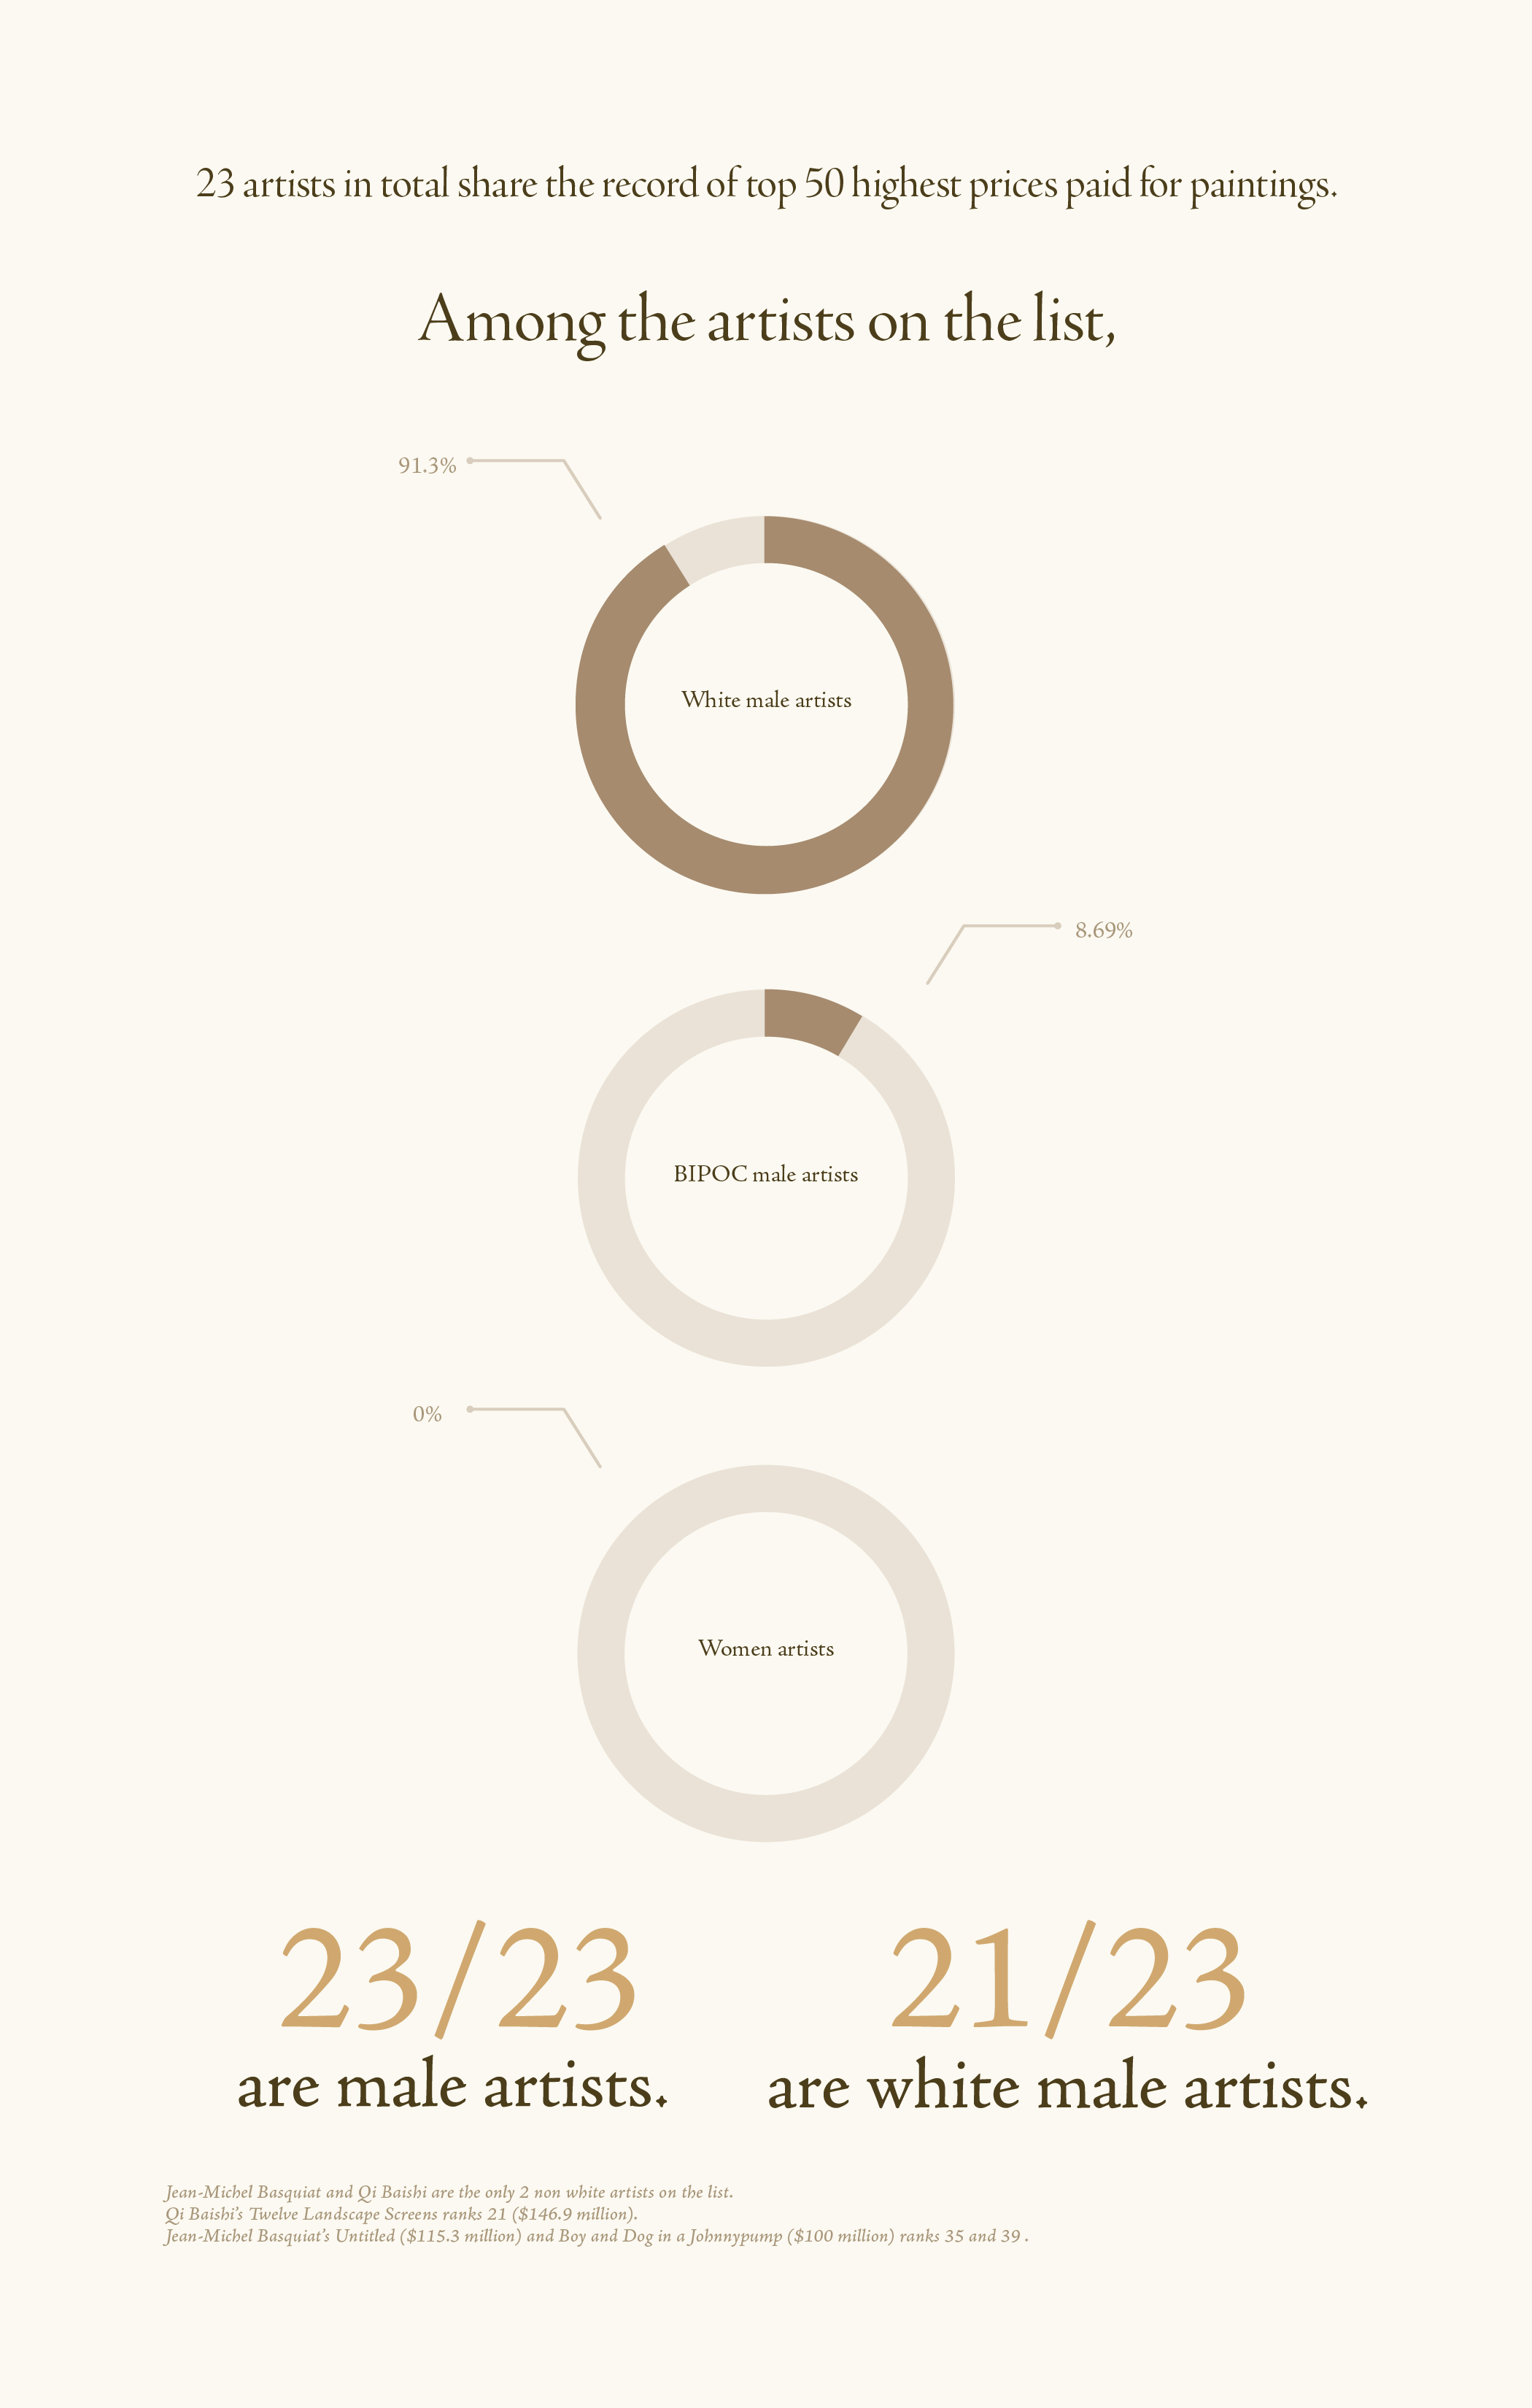 23 artists in total share the record of top 50 highest prices paid for paintings.
Among the artists on the list,
91.3%
White male artists
8.69%
BIPOC male artists
0%
Women artists
23/23
are male artists.
21/23
are white male artists.
Jean-Michel Basquiat and Qi Baishi are the only 2 non white artists on the list.
Qi Baishi's Twelve Landscape Screens ranks 21 ($146.9 million).
Jean-Michel Basquiat's Untitled ($115.3 million) and Boy and Dog in a Johnnypump ($100 million) ranks 35 and 39 .